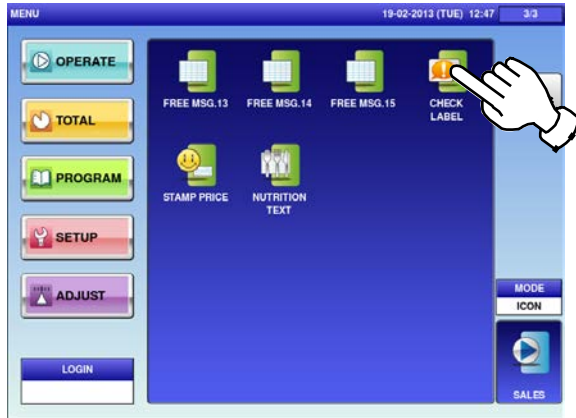 MENU
19-02-2013 (TUE) 12:47
3/3
OPERATE
TOTAL
PROGRAM
SETUP
ADJUST
LOGIN
FREE MSG.13
FREE MSG.14
FREE MSG.15
CHECK
LABEL
STAMP PRICE
NUTRITION
TEXT
MODE
ICON
SALES